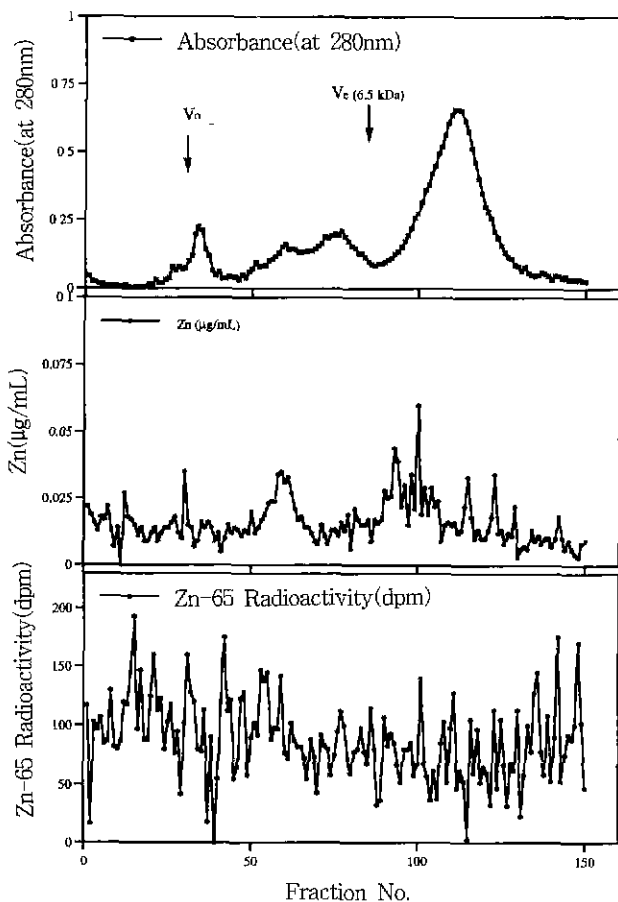 1
Absorbance(at 280nm)
0.75
Vo
Ve (6.5 kDa)
0.5
0.25
0
Absorbance(at 280nm)
0.1
Zn (µg/mL)
0.075
0.05
0.025
0
Zn(µg/mL)
Zn-65 Radioactivity(dpm)
200
150
100
50
0
Zn-65 Radioactivity(dpm)
0 50 100 150
Fraction No.